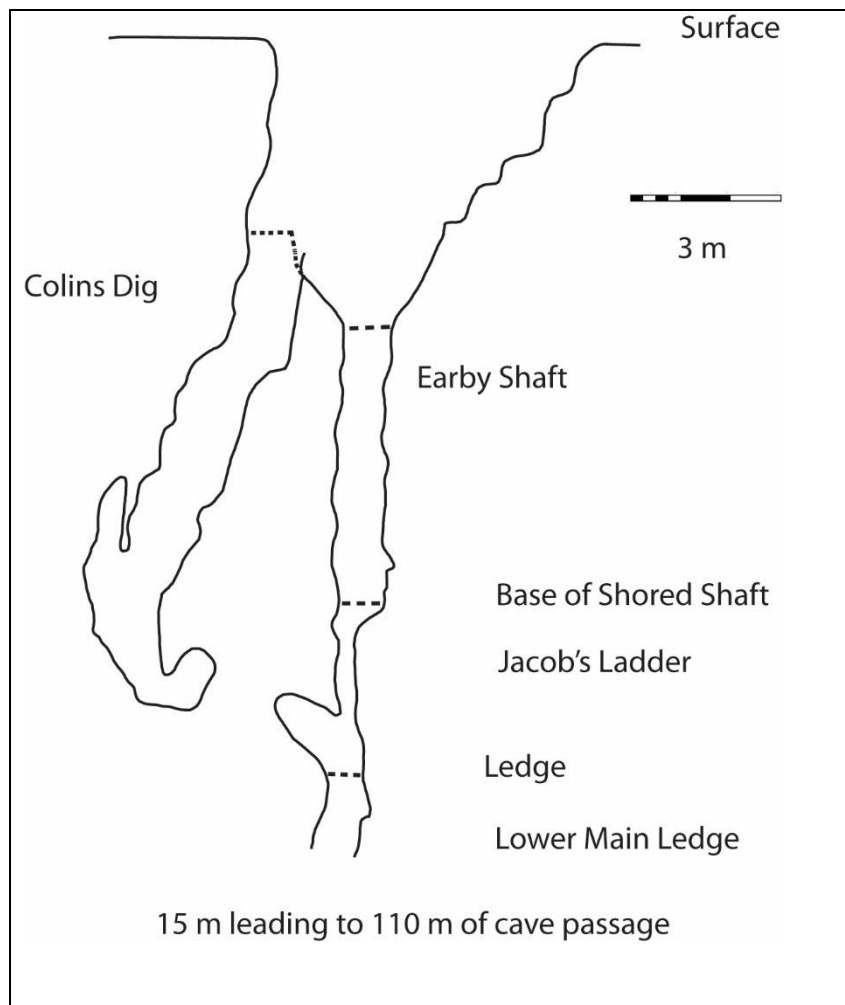 Surface
3 m
Colins Dig
Earby Shaft
Base of Shored Shaft
Jacob's Ladder
Ledge
Lower Main Ledge
15 m leading to 110 m of cave passage